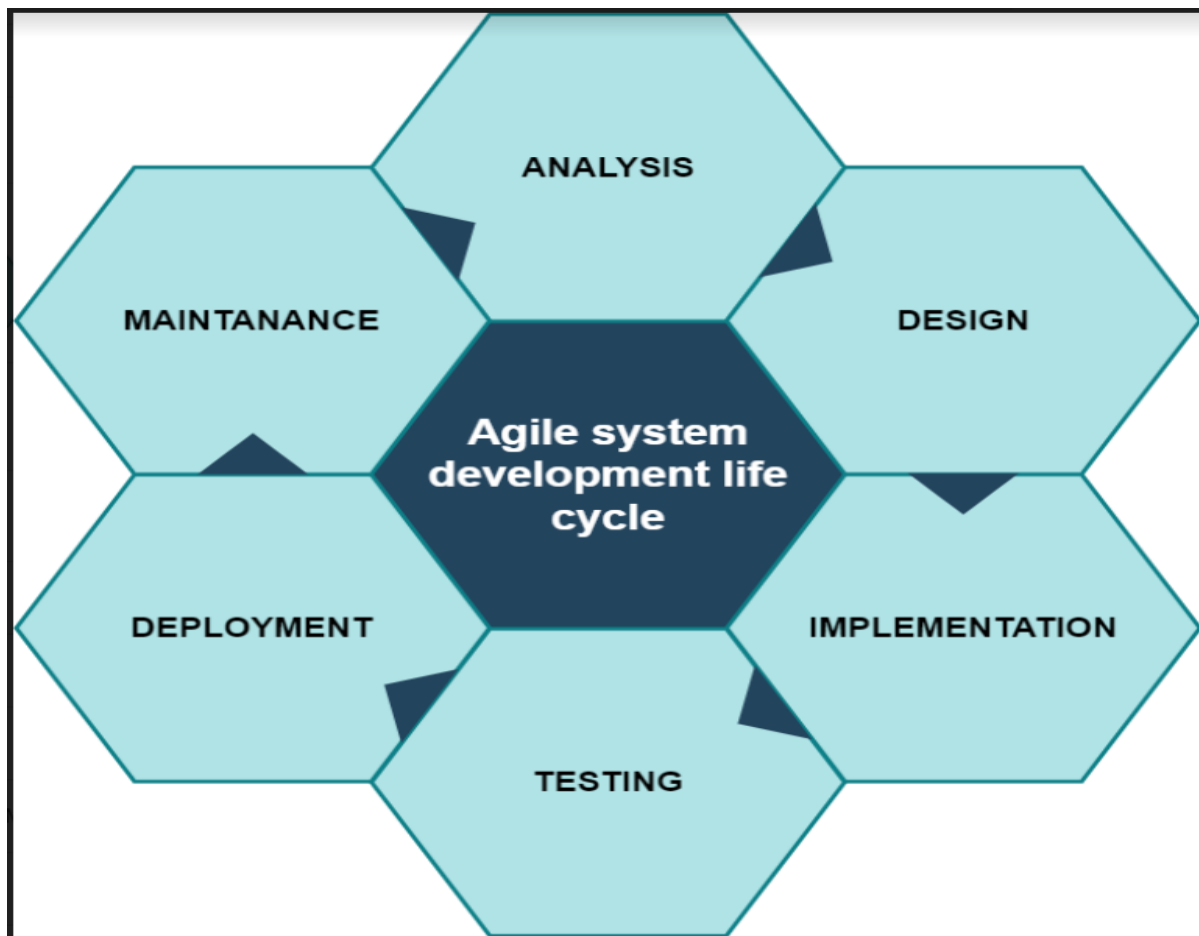 ANALYSIS
MAINTANANCE
DESIGN
Agile system
development life
cycle
DEPLOYMENT
IMPLEMENTATION
TESTING